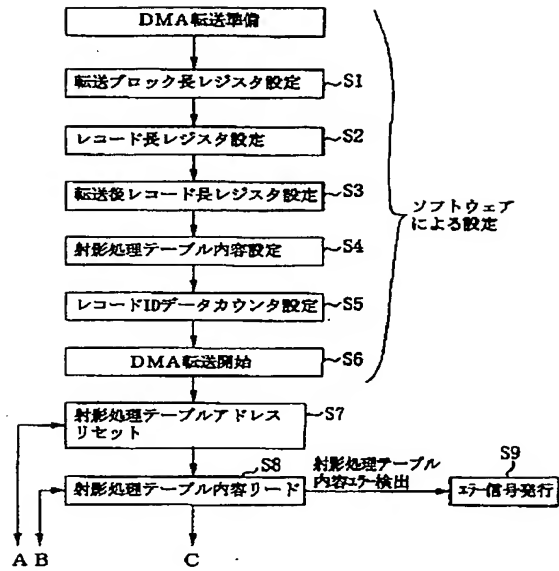 DMA転送準備
転送ブロック長レジスタ設定
S1
レコード長レジスタ設定
S2
転送後レコード長レジスタ設定
S3
射影処理テーブル内容設定
S4
レコードIDデータカウンタ設定
S5
DMA転送開始
S6
ソフトウェア
による設定
射影処理テーブルアドレス
リセット
S7
射影処理テーブル内容リード
S8
射影処理テーブル
内容エラー検出
エラー信号発行
S9
A
B
C